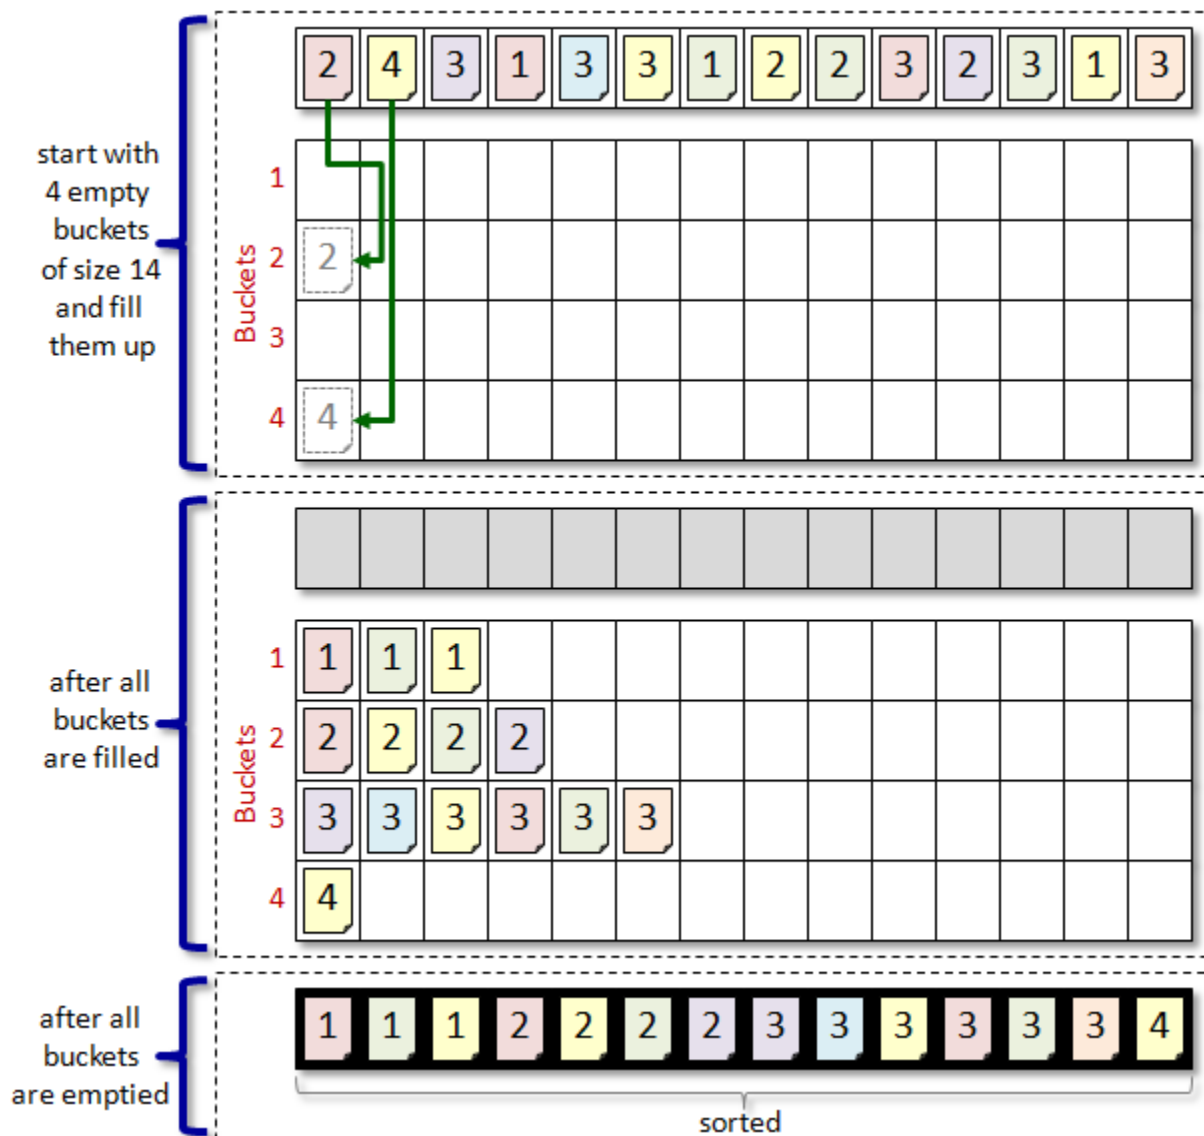 2 4 3 1 3 3 1 2 2 3 2 3 1 3
start with
4 empty
buckets
of size 14
and fill
them up
Buckets
1
2
3
4
2
4
after all
buckets
are filled
Buckets
1 1 1 1
2 2 2 2 2
3 3 3 3 3 3 3
4 4
after all
buckets
are emptied
1 1 1 2 2 2 2 3 3 3 3 3 3 4
sorted